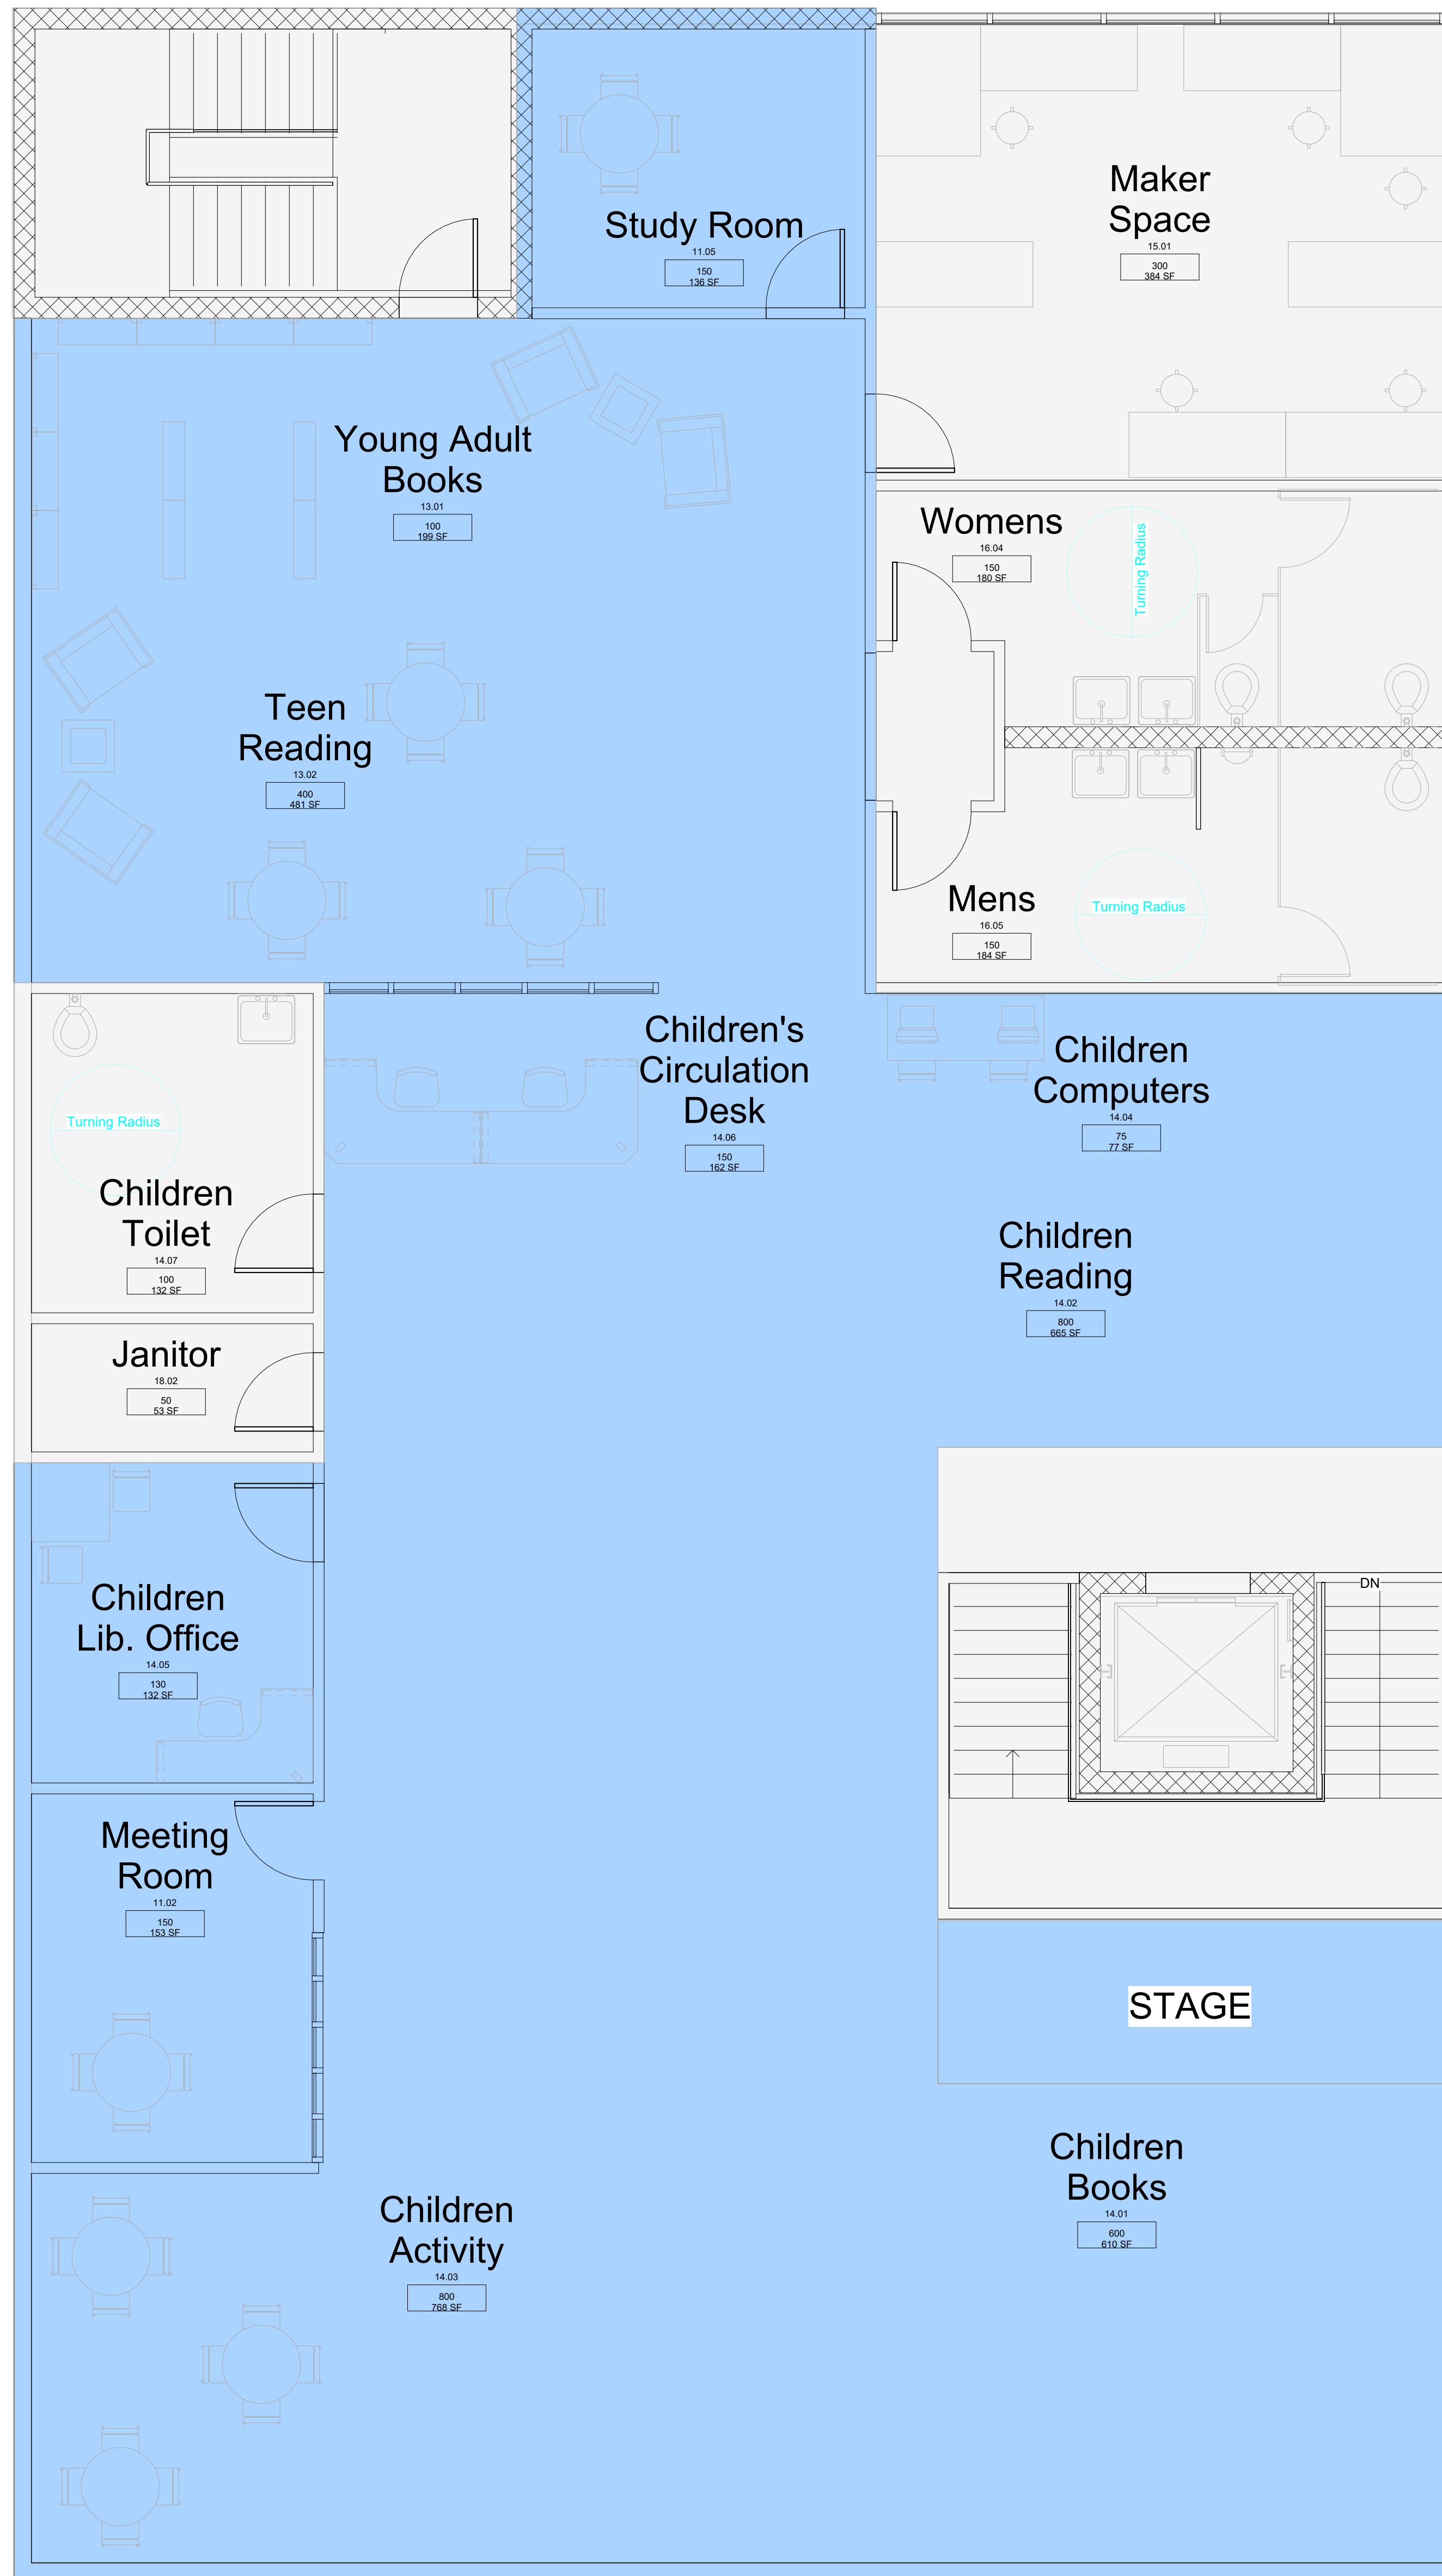 Study Room
11.05
150
136 SF
Maker
Space
15.01
300
384 SF
Young Adult
Books
13.01
100
199 SF
Womens
16.04
150
180 SF
Turning Radius
Teen
Reading
13.02
400
481 SF
Mens
16.05
150
184 SF
Turning Radius
Children's
Circulation
Desk
14.06
150
162 SF
Children
Computers
14.04
75
77 SF
Turning Radius
Children
Toilet
14.07
100
132 SF
Children
Reading
14.02
800
665 SF
Janitor
18.02
50
53 SF
Children
Lib. Office
14.05
130
132 SF
DN
Meeting
Room
11.02
150
153 SF
STAGE
Children
Books
14.01
600
610 SF
Children
Activity
14.03
800
768 SF